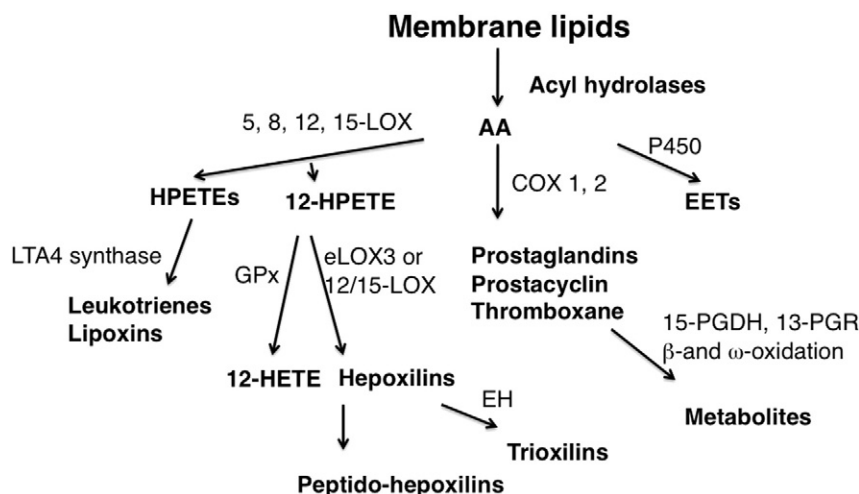 Membrane lipids
Acyl hydrolases
5, 8, 12, 15-LOX
AA
P450
COX 1, 2
HPETEs
12-HPETE
EETs
LTA4 synthase
GPx
eLOX3 or
12/15-LOX
Prostaglandins
Prostacyclin
Thromboxane
Leukotrienes
Lipoxins
15-PGDH, 13-PGR
β-and ω-oxidation
12-HETE
Hepoxilins
EH
Metabolites
Trioxilins
Peptido-hepoxilins